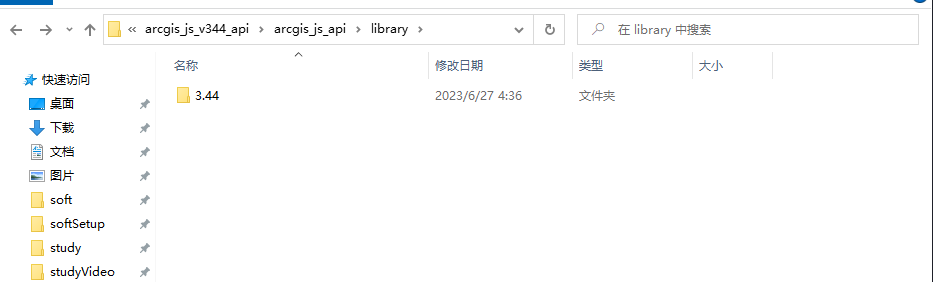 « arcgis_js_v344_api › arcgis_js_api › library ›
在 library 中搜索
名称 修改日期 类型 大小
快速访问
桌面
下载
文档
图片
soft
softSetup
study
studyVideo
3.44 2023/6/27 4:36 文件夹